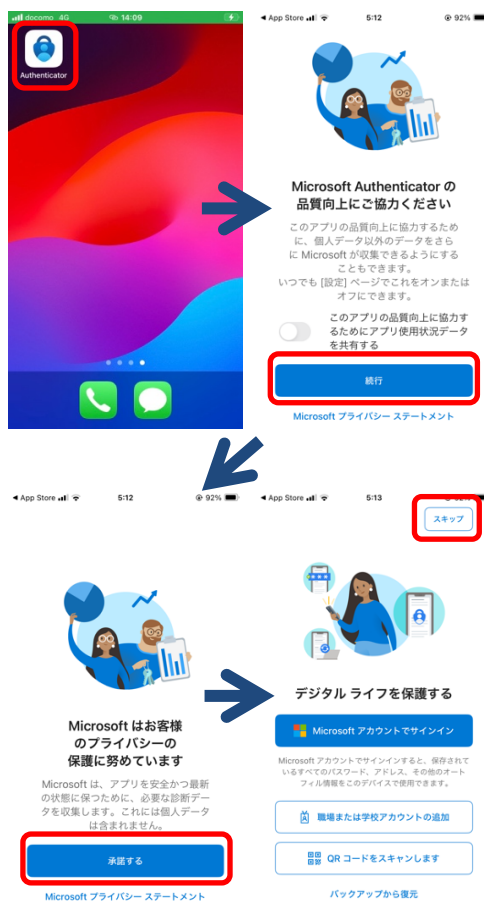 docomo 4G 14:09
Authenticator
App Store 5:12 92%
Microsoft Authenticator の
品質向上にご協力ください
このアプリの品質向上に協力するため
に、個人データ以外のデータをさら
に Microsoft が収集できるようにする
こともできます。
いつでも [設定] ページでこれをオンまたは
オフにできます。
このアプリの品質向上に協力す
るためにアプリ使用状況データ
を共有する
続行
Microsoft プライバシー ステートメント
App Store 5:12 92%
Microsoft はお客様
のプライバシーの
保護に努めています
Microsoft は、アプリを安全かつ最新
の状態に保つために、必要な診断デー
タを収集します。これには個人データ
は含まれません。
承諾する
Microsoft プライバシー ステートメント
App Store 5:13
スキップ
デジタル ライフを保護する
Microsoft アカウントでサインイン
Microsoft アカウントでサインインすると、保存されて
いるすべてのパスワード、アドレス、その他のオート
フィル情報をこのデバイスで使用できます。
職場または学校アカウントの追加
QR コードをスキャンします
バックアップから復元